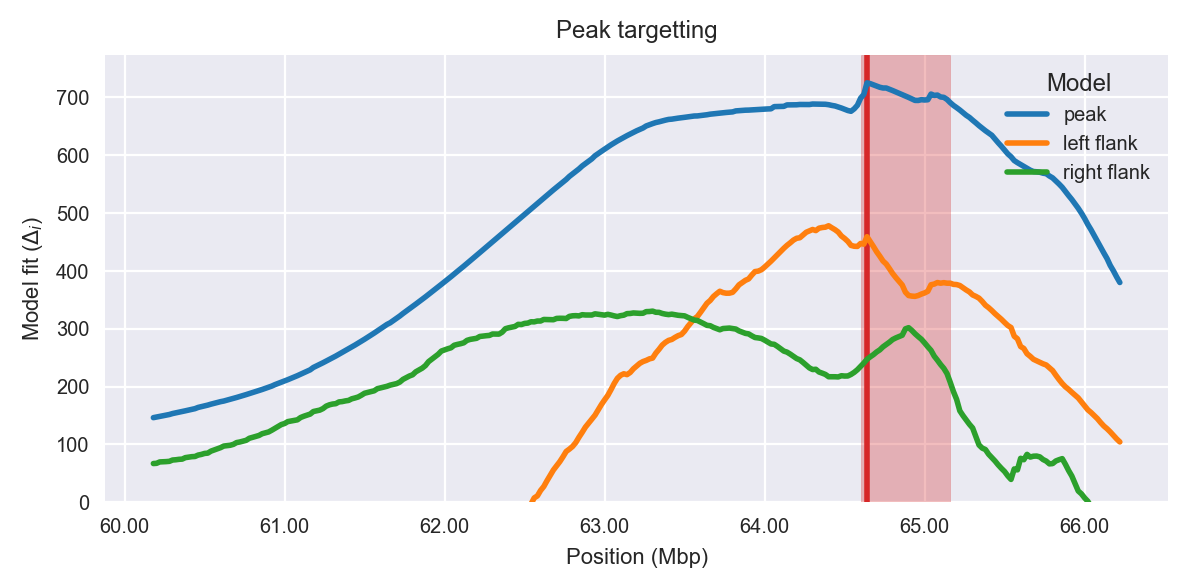 Peak targetting
Model fit (Δᵢ)
700
600
500
400
300
200
100
0
60.00 61.00 62.00 63.00 64.00 65.00 66.00
Position (Mbp)
Model
peak
left flank
right flank